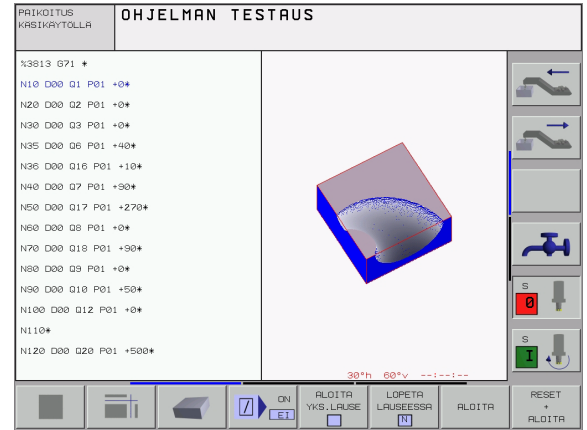 PAIKOITUS
KÄSIKÄYTÖLLÄ
OHJELMAN TESTAUS
%3813 G71 *
N10 D00 Q1 P01 +0*
N20 D00 Q2 P01 +0*
N30 D00 Q3 P01 +0*
N35 D00 Q6 P01 +40*
N36 D00 Q16 P01 +10*
N40 D00 Q7 P01 +90*
N50 D00 Q17 P01 +270*
N60 D00 Q8 P01 +0*
N70 D00 Q18 P01 +90*
N80 D00 Q9 P01 +0*
N90 D00 Q10 P01 +50*
N100 D00 Q12 P01 +0*
N110*
N120 D00 Q20 P01 +500*
30°h 60°v --:--:--
S
0
S
I
ON
EI
ALOITA
YKS.LAUSE
LOPETA
LAUSEESSA
N
ALOITA
RESET
+
ALOITA